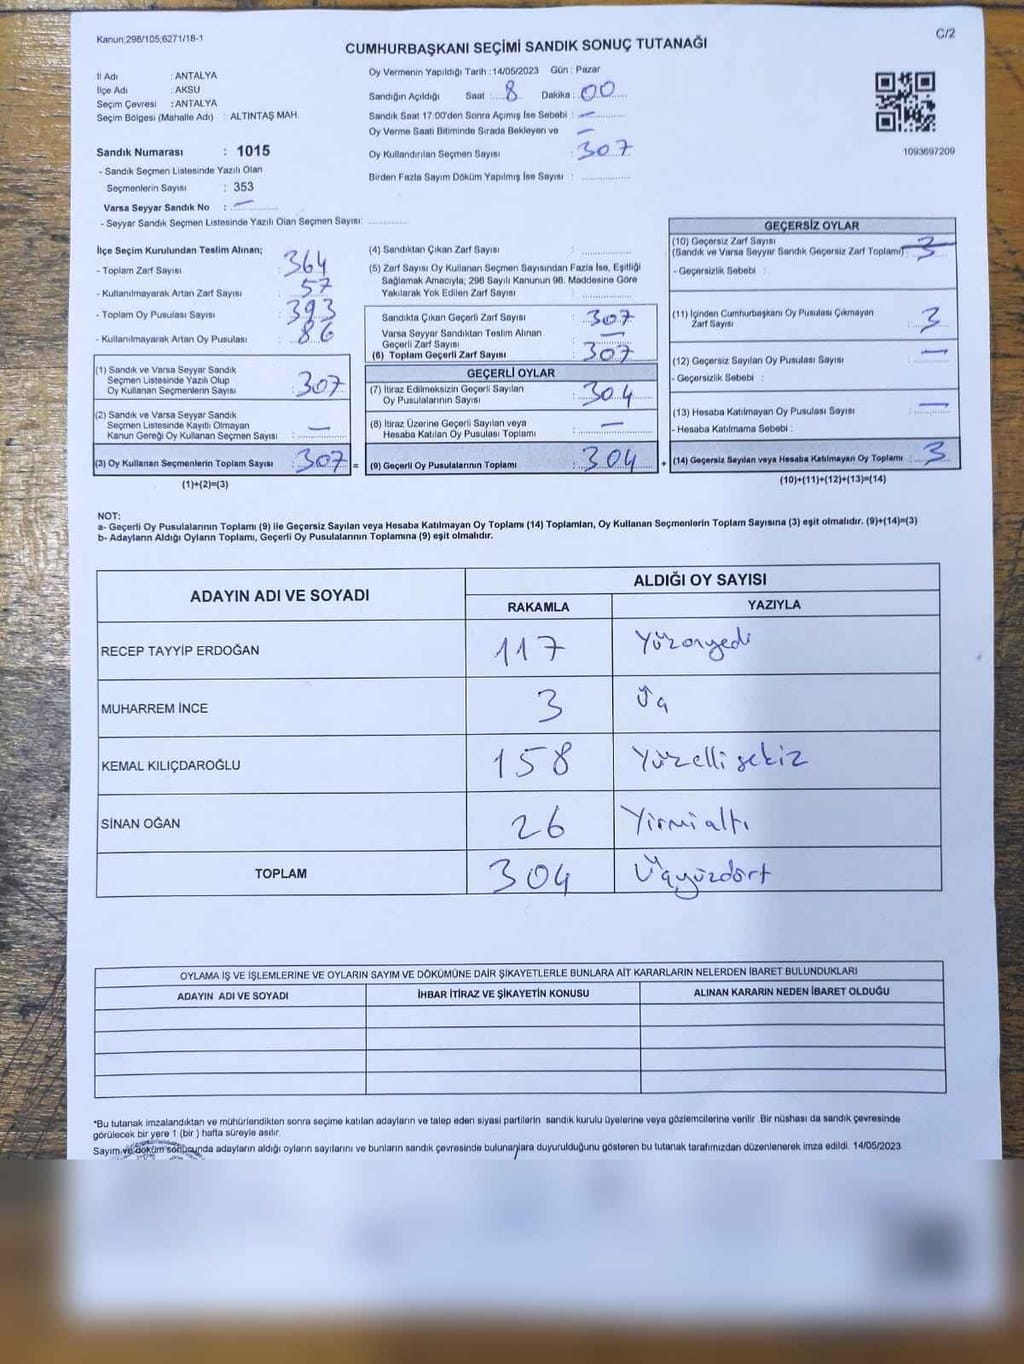 Kanun:298/105,6271/18-1
C/2
CUMHURBAŞKANI SEÇİMİ SANDIK SONUÇ TUTANAĞI
İl Adı : ANTALYA
İlçe Adı : AKSU
Seçim Çevresi : ANTALYA
Seçim Bölgesi (Mahalle Adı) : ALTINTAŞ MAH.
Oy Vermenin Yapıldığı Tarih : 14/05/2023 Gün : Pazar
Sandığın Açıldığı Saat : 8 Dakika : 00
Sandık Saat 17:00'den Sonra Açımış İse Sebebi : —
Oy Verme Saati Bitiminde Sırada Bekleyen ve —
Oy Kullandırılan Seçmen Sayısı : 307
Birden Fazla Sayım Döküm Yapılmış İse Sayısı :
1093697209
Sandık Numarası : 1015
- Sandık Seçmen Listesinde Yazılı Olan
Seçmenlerin Sayısı : 353
Varsa Seyyar Sandık No : —
- Seyyar Sandık Seçmen Listesinde Yazılı Olan Seçmen Sayısı:
İlçe Seçim Kurulundan Teslim Alınan;
- Toplam Zarf Sayısı : 364
- Kullanılmayarak Artan Zarf Sayısı : 57
- Toplam Oy Pusulası Sayısı : 393
- Kullanılmayarak Artan Oy Pusulası : 86
(1) Sandık ve Varsa Seyyar Sandık
Seçmen Listesinde Yazılı Olup
Oy Kullanan Seçmenlerin Sayısı : 307
(2) Sandık ve Varsa Seyyar Sandık
Seçmen Listesinde Kayıtlı Olmayan
Kanun Gereği Oy Kullanan Seçmen Sayısı : —
(3) Oy Kullanan Seçmenlerin Toplam Sayısı : 307 =
(1)+(2)=(3)
(4) Sandıktan Çıkan Zarf Sayısı :
(5) Zarf Sayısı Oy Kullanan Seçmen Sayısından Fazla İse, Eşitliği
Sağlamak Amacıyla; 298 Sayılı Kanunun 98. Maddesine Göre
Yakılarak Yok Edilen Zarf Sayısı :
Sandıkta Çıkan Geçerli Zarf Sayısı : 307
Varsa Seyyar Sandıktan Teslim Alınan
Geçerli Zarf Sayısı : —
(6) Toplam Geçerli Zarf Sayısı : 307
GEÇERLİ OYLAR
(7) İtiraz Edilmeksizin Geçerli Sayılan
Oy Pusulalarının Sayısı : 304
(8) İtiraz Üzerine Geçerli Sayılan veya
Hesaba Katılan Oy Pusulası Toplamı : —
(9) Geçerli Oy Pusulalarının Toplamı : 304 +
GEÇERSİZ OYLAR
(10) Geçersiz Zarf Sayısı
(Sandık ve Varsa Seyyar Sandık Geçersiz Zarf Toplamı) : 3
- Geçersizlik Sebebi :
(11) İçinden Cumhurbaşkanı Oy Pusulası Çıkmayan
Zarf Sayısı : 3
(12) Geçersiz Sayılan Oy Pusulası Sayısı : —
- Geçersizlik Sebebi :
(13) Hesaba Katılmayan Oy Pusulası Sayısı : —
- Hesaba Katılmama Sebebi :
(14) Geçersiz Sayılan veya Hesaba Katılmayan Oy Toplamı : 3
(10)+(11)+(12)+(13)=(14)
NOT:
a- Geçerli Oy Pusulalarının Toplamı (9) ile Geçersiz Sayılan veya Hesaba Katılmayan Oy Toplamı (14) Toplamları, Oy Kullanan Seçmenlerin Toplam Sayısına (3) eşit olmalıdır. (9)+(14)=(3)
b- Adayların Aldığı Oyların Toplamı, Geçerli Oy Pusulalarının Toplamına (9) eşit olmalıdır.
ADAYIN ADI VE SOYADI
ALDIĞI OY SAYISI
RAKAMLA YAZIYLA
RECEP TAYYİP ERDOĞAN 117 Yüzonyedi
MUHARREM İNCE 3 Üç
KEMAL KILIÇDAROĞLU 158 Yüzelli sekiz
SİNAN OĞAN 26 Yirmi altı
TOPLAM 304 Üçyüzdört
OYLAMA İŞ VE İŞLEMLERİNE VE OYLARIN SAYIM VE DÖKÜMÜNE DAİR ŞİKAYETLERLE BUNLARA AİT KARARLARIN NELERDEN İBARET BULUNDUKLARI
ADAYIN ADI VE SOYADI İHBAR İTİRAZ VE ŞİKAYETİN KONUSU ALINAN KARARIN NEDEN İBARET OLDUĞU
*Bu tutanak imzalandıktan ve mühürlendikten sonra seçime katılan adayların ve talep eden siyasi partilerin sandık kurulu üyelerine veya gözlemcilerine verilir. Bir nüshası da sandık çevresinde
görülecek bir yere 1 (bir ) hafta süreyle asılır.
Sayım ve döküm sonucunda adayların aldığı oyların sayılarını ve bunların sandık çevresinde bulunanlara duyurulduğunu gösteren bu tutanak tarafımızdan düzenlenerek imza edildi. 14/05/2023